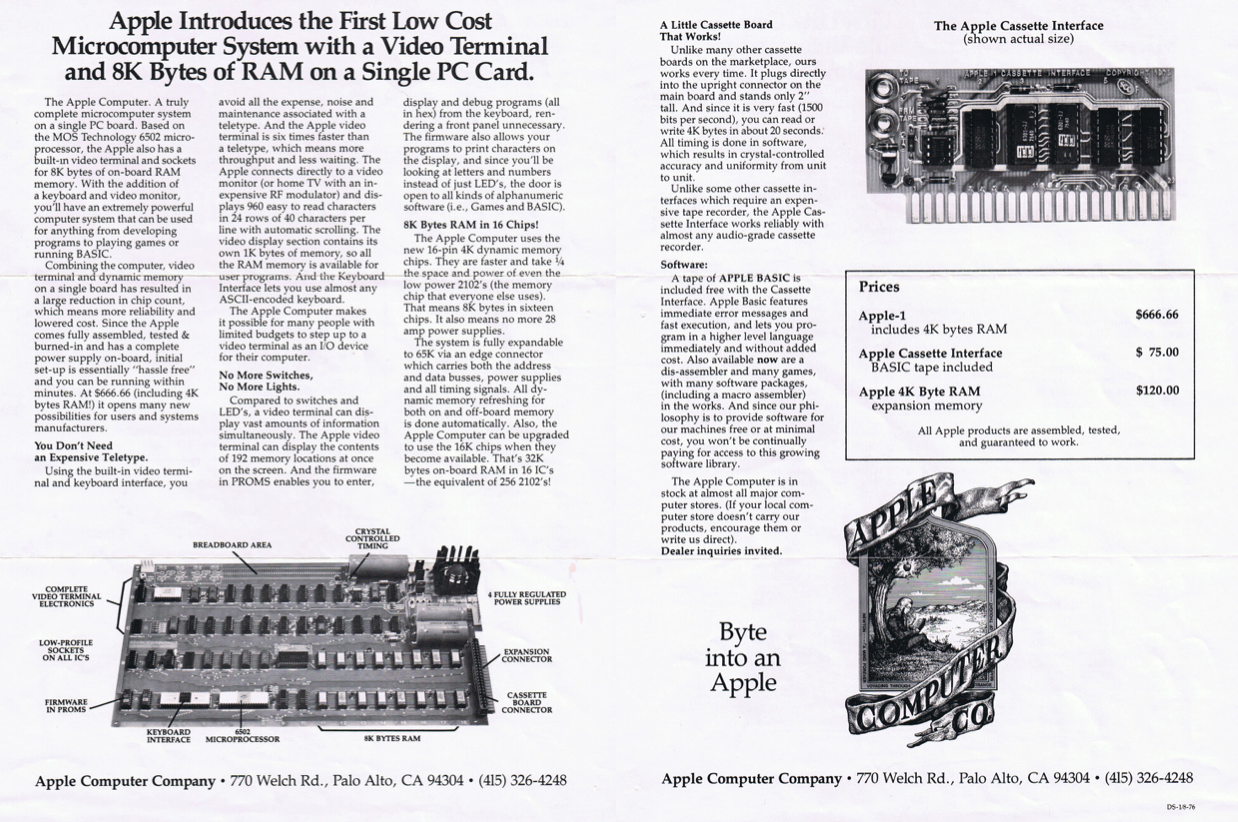 Apple Introduces the First Low Cost
Microcomputer System with a Video Terminal
and 8K Bytes of RAM on a Single PC Card.
The Apple Computer. A truly
complete microcomputer system
on a single PC board. Based on
the MOS Technology 6502 micro-
processor, the Apple also has a
built-in video terminal and sockets
for 8K bytes of on-board RAM
memory. With the addition of
a keyboard and video monitor,
you'll have an extremely powerful
computer system that can be used
for anything from developing
programs to playing games or
running BASIC.
Combining the computer, video
terminal and dynamic memory
on a single board has resulted in
a large reduction in chip count,
which means more reliability and
lowered cost. Since the Apple
comes fully assembled, tested &
burned-in and has a complete
power supply on-board, initial
set-up is essentially "hassle free"
and you can be running within
minutes. At $666.66 (including 4K
bytes RAM!) it opens many new
possibilities for users and systems
manufacturers.
You Don't Need
an Expensive Teletype.
Using the built-in video termi-
nal and keyboard interface, you
avoid all the expense, noise and
maintenance associated with a
teletype. And the Apple video
terminal is six times faster than
a teletype, which means more
throughput and less waiting. The
Apple connects directly to a video
monitor (or home TV with an in-
expensive RF modulator) and dis-
plays 960 easy to read characters
in 24 rows of 40 characters per
line with automatic scrolling. The
video display section contains its
own 1K bytes of memory, so all
the RAM memory is available for
user programs. And the Keyboard
Interface lets you use almost any
ASCII-encoded keyboard.
The Apple Computer makes
it possible for many people with
limited budgets to step up to a
video terminal as an I/O device
for their computer.
No More Switches,
No More Lights.
Compared to switches and
LED's, a video terminal can dis-
play vast amounts of information
simultaneously. The Apple video
terminal can display the contents
of 192 memory locations at once
on the screen. And the firmware
in PROMS enables you to enter,
display and debug programs (all
in hex) from the keyboard, ren-
dering a front panel unnecessary.
The firmware also allows your
programs to print characters on
the display, and since you'll be
looking at letters and numbers
instead of just LED's, the door is
open to all kinds of alphanumeric
software (i.e., Games and BASIC).
8K Bytes RAM in 16 Chips!
The Apple Computer uses the
new 16-pin 4K dynamic memory
chips. They are faster and take ¼
the space and power of even the
low power 2102's (the memory
chip that everyone else uses).
That means 8K bytes in sixteen
chips. It also means no more 28
amp power supplies.
The system is fully expandable
to 65K via an edge connector
which carries both the address
and data busses, power supplies
and all timing signals. All dy-
namic memory refreshing for
both on and off-board memory
is done automatically. Also, the
Apple Computer can be upgraded
to use the 16K chips when they
become available. That's 32K
bytes on-board RAM in 16 IC's
—the equivalent of 256 2102's!
BREADBOARD AREA
CRYSTAL
CONTROLLED
TIMING
COMPLETE
VIDEO TERMINAL
ELECTRONICS
4 FULLY REGULATED
POWER SUPPLIES
LOW-PROFILE
SOCKETS
ON ALL IC'S
EXPANSION
CONNECTOR
FIRMWARE
IN PROMS
CASSETTE
BOARD
CONNECTOR
KEYBOARD
INTERFACE
6502
MICROPROCESSOR
8K BYTES RAM
Apple Computer Company • 770 Welch Rd., Palo Alto, CA 94304 • (415) 326-4248
A Little Cassette Board
That Works!
Unlike many other cassette
boards on the marketplace, ours
works every time. It plugs directly
into the upright connector on the
main board and stands only 2"
tall. And since it is very fast (1500
bits per second), you can read or
write 4K bytes in about 20 seconds.
All timing is done in software,
which results in crystal-controlled
accuracy and uniformity from unit
to unit.
Unlike some other cassette in-
terfaces which require an expen-
sive tape recorder, the Apple Cas-
sette Interface works reliably with
almost any audio-grade cassette
recorder.
Software:
A tape of APPLE BASIC is
included free with the Cassette
Interface. Apple Basic features
immediate error messages and
fast execution, and lets you pro-
gram in a higher level language
immediately and without added
cost. Also available now are a
dis-assembler and many games,
with many software packages,
(including a macro assembler)
in the works. And since our phi-
losophy is to provide software for
our machines free or at minimal
cost, you won't be continually
paying for access to this growing
software library.
The Apple Computer is in
stock at almost all major com-
puter stores. (If your local com-
puter store doesn't carry our
products, encourage them or
write us direct).
Dealer inquiries invited.
The Apple Cassette Interface
(shown actual size)
TO
TAPE
APPLE 1 CASSETTE INTERFACE COPYRIGHT
TAPE
Prices
Apple-1 $666.66
includes 4K bytes RAM
Apple Cassette Interface $ 75.00
BASIC tape included
Apple 4K Byte RAM $120.00
expansion memory
All Apple products are assembled, tested,
and guaranteed to work.
Byte
into an
Apple
APPLE
COMPUTER
CO.
Apple Computer Company • 770 Welch Rd., Palo Alto, CA 94304 • (415) 326-4248
DS-18-76